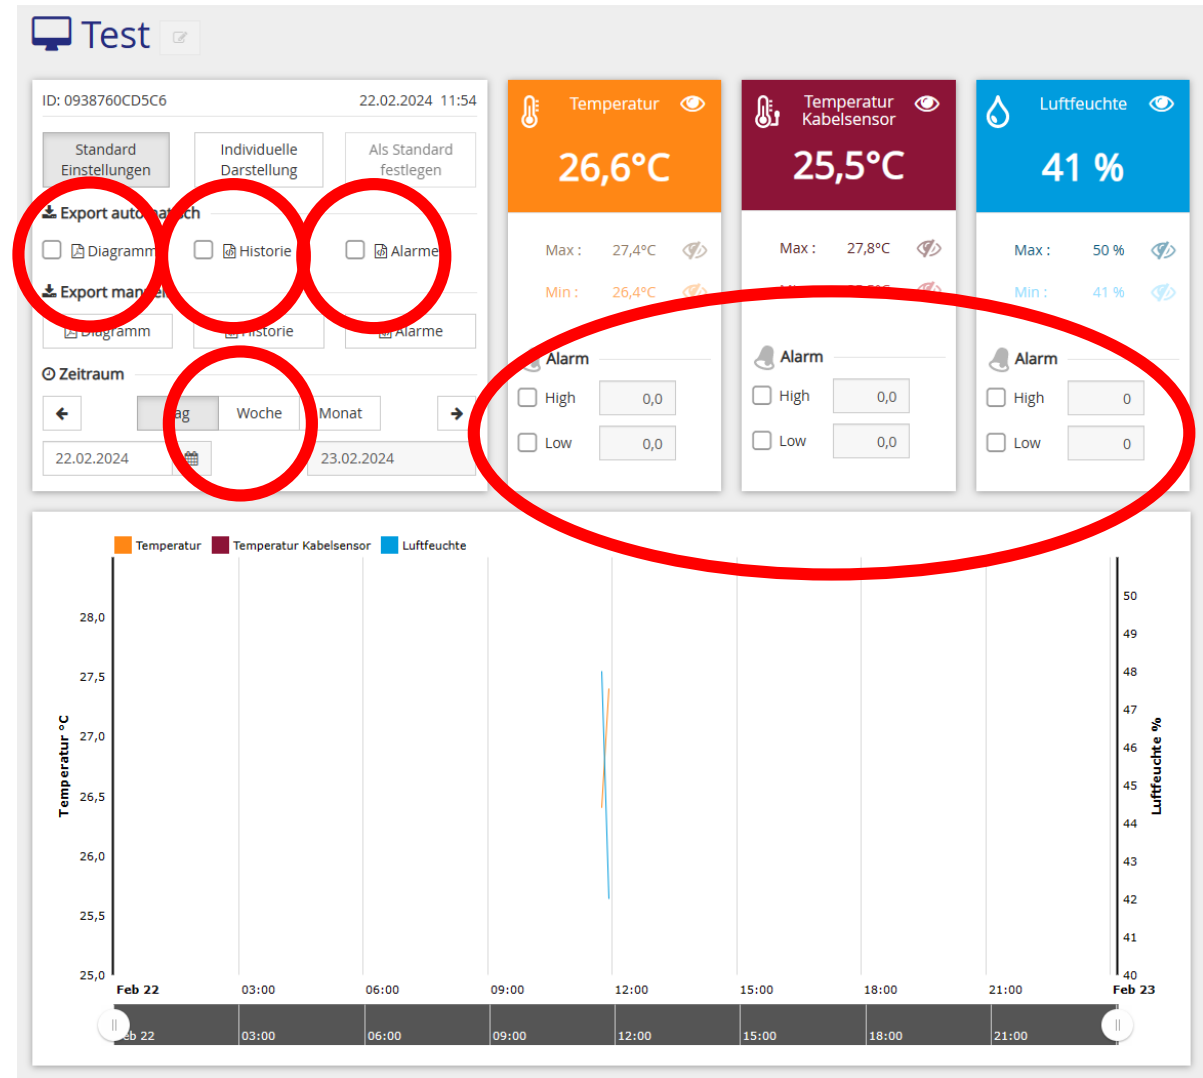 Test
ID: 0938760CD5C6 22.02.2024 11:54
Standard Einstellungen
Individuelle Darstellung
Als Standard festlegen
Export automatisch
Diagramm Historie Alarme
Export manuell
Diagramm Historie Alarme
Zeitraum
Tag Woche Monat
22.02.2024 23.02.2024
Temperatur
26,6°C
Max : 27,4°C
Min : 26,4°C
Alarm
High 0,0
Low 0,0
Temperatur Kabelsensor
25,5°C
Max : 27,8°C
Alarm
High 0,0
Low 0,0
Luftfeuchte
41 %
Max : 50 %
Min : 41 %
Alarm
High 0
Low 0
Temperatur Temperatur Kabelsensor Luftfeuchte
Temperatur °C
28,0
27,5
27,0
26,5
26,0
25,5
25,0
50
49
48
47
46
45
44
43
42
41
40
Luftfeuchte %
Feb 22 03:00 06:00 09:00 12:00 15:00 18:00 21:00 Feb 23
Feb 22 03:00 06:00 09:00 12:00 15:00 18:00 21:00